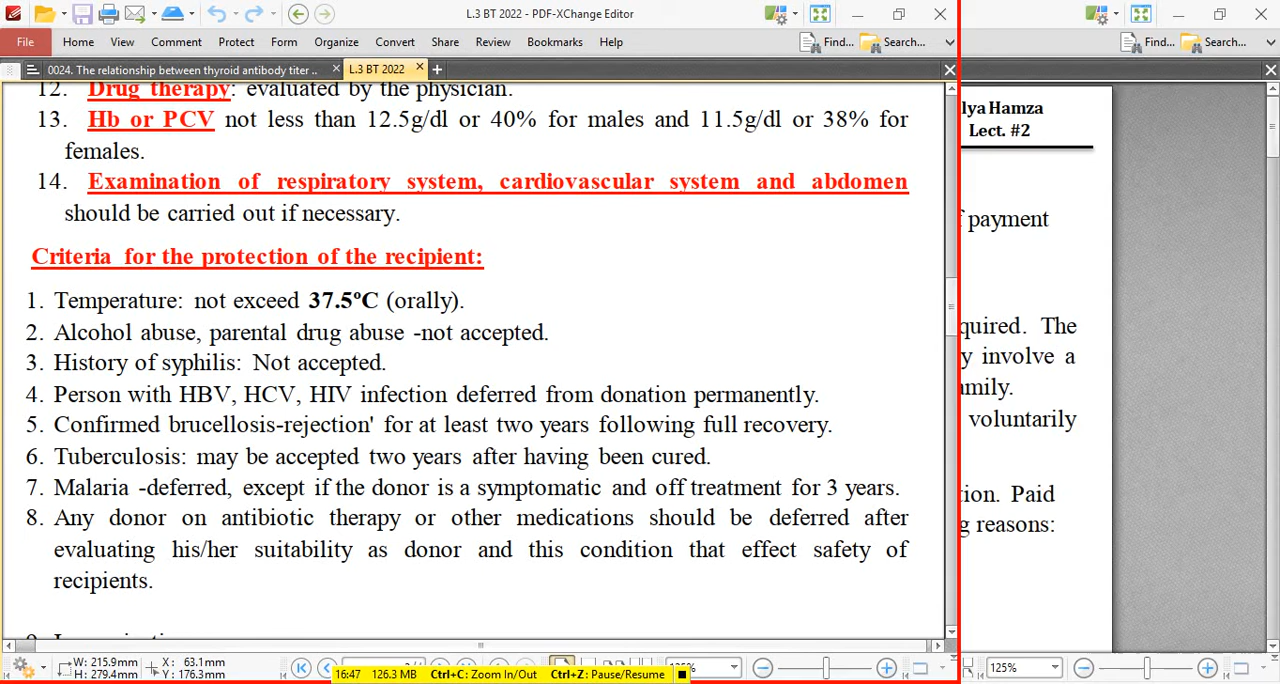 L.3 BT 2022 - PDF-XChange Editor
File Home View Comment Protect Form Organize Convert Share Review Bookmarks Help Find... Search... Find... Search...
0024. The relationship between thyroid antibody titer .. L.3 BT 2022
12. Drug therapy: evaluated by the physician.
13. Hb or PCV not less than 12.5g/dl or 40% for males and 11.5g/dl or 38% for
females.
14. Examination of respiratory system, cardiovascular system and abdomen
should be carried out if necessary.
Criteria for the protection of the recipient:
1. Temperature: not exceed 37.5ºC (orally).
2. Alcohol abuse, parental drug abuse -not accepted.
3. History of syphilis: Not accepted.
4. Person with HBV, HCV, HIV infection deferred from donation permanently.
5. Confirmed brucellosis-rejection' for at least two years following full recovery.
6. Tuberculosis: may be accepted two years after having been cured.
7. Malaria -deferred, except if the donor is a symptomatic and off treatment for 3 years.
8. Any donor on antibiotic therapy or other medications should be deferred after
evaluating his/her suitability as donor and this condition that effect safety of
recipients.
lya Hamza
Lect. #2
f payment
quired. The
y involve a
amily.
voluntarily
tion. Paid
g reasons:
W: 215.9mm X: 63.1mm
H: 279.4mm Y: 176.3mm
16:47 126.3 MB Ctrl+C: Zoom In/Out Ctrl+Z: Pause/Resume
125%